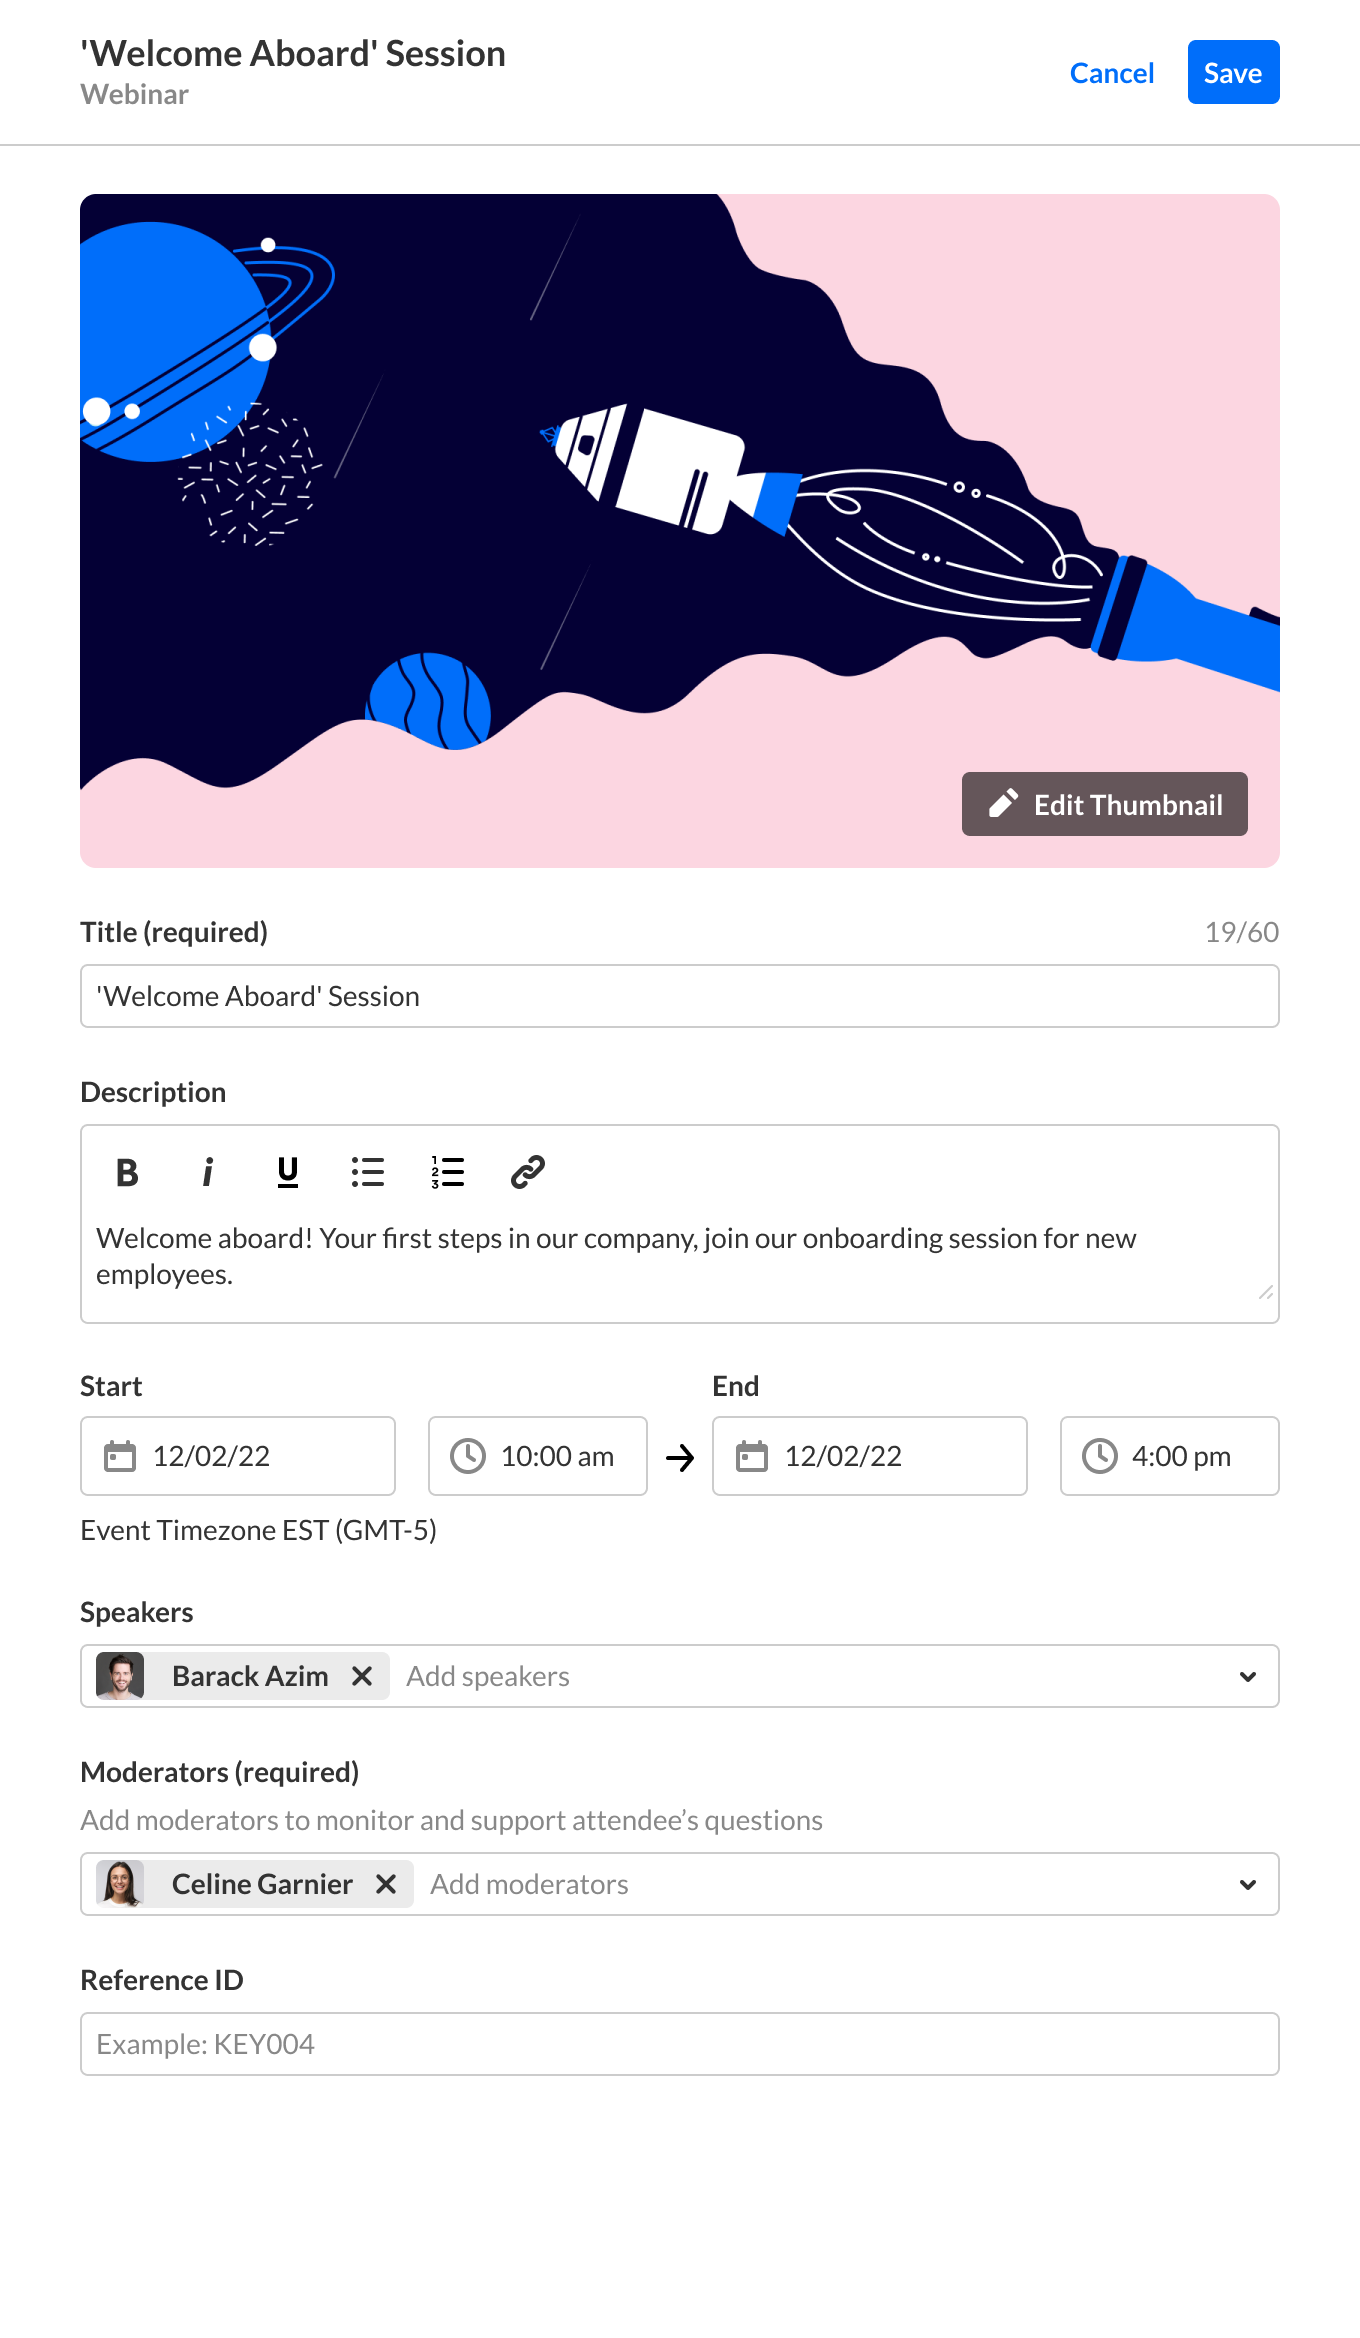 'Welcome Aboard' Session
Webinar
Cancel
Save
Edit Thumbnail
Title (required)
19/60
'Welcome Aboard' Session
Description
B i U 1 2 3
Welcome aboard! Your first steps in our company, join our onboarding session for new
employees.
Start
End
12/02/22
10:00 am
12/02/22
4:00 pm
Event Timezone EST (GMT-5)
Speakers
Barack Azim
Add speakers
Moderators (required)
Add moderators to monitor and support attendee’s questions
Celine Garnier
Add moderators
Reference ID
Example: KEY004